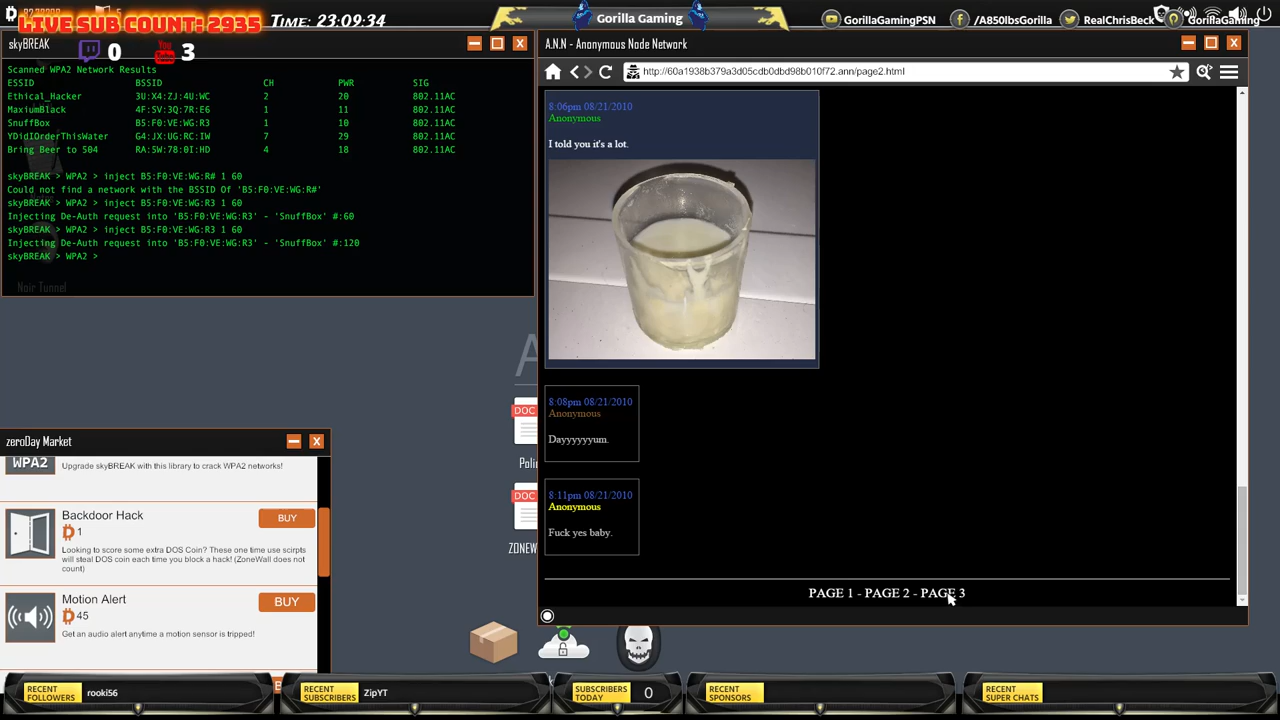 LIVE SUB COUNT: 2935
TIME: 23:09:34
Gorilla Gaming
GorillaGamingPSN
/A850lbsGorilla
RealChrisBeck
GorillaGaming
0
You
3
skyBREAK
Scanned WPA2 Network Results
ESSID BSSID CH PWR SIG
Ethical_Hacker 3U:X4:ZJ:4U:WC 2 20 802.11AC
MaxiumBlack 4F:SV:3Q:7R:E6 1 11 802.11AC
SnuffBox B5:F0:VE:WG:R3 1 10 802.11AC
YDidIOrderThisWater G4:JX:UG:RC:IW 7 29 802.11AC
Bring Beer to 504 RA:5W:78:0I:HD 4 18 802.11AC
skyBREAK > WPA2 > inject B5:F0:VE:WG:R# 1 60
Could not find a network with the BSSID Of 'B5:F0:VE:WG:R#'
skyBREAK > WPA2 > inject B5:F0:VE:WG:R3 1 60
Injecting De-Auth request into 'B5:F0:VE:WG:R3' - 'SnuffBox' #:60
skyBREAK > WPA2 > inject B5:F0:VE:WG:R3 1 60
Injecting De-Auth request into 'B5:F0:VE:WG:R3' - 'SnuffBox' #:120
skyBREAK > WPA2 >
Noir Tunnel
A.N.N - Anonymous Node Network
http://60a1938b379a3d05cdb0dbd98b010f72.ann/page2.html
8:06pm 08/21/2010
Anonymous
I told you it's a lot.
8:08pm 08/21/2010
Anonymous
Dayyyyyyum.
8:11pm 08/21/2010
Anonymous
Fuck yes baby.
PAGE 1 - PAGE 2 - PAGE 3
DOC
Polic
DOC
ZONEW
zeroDay Market
WPA2
Upgrade skyBREAK with this library to crack WPA2 networks!
Backdoor Hack
1
BUY
Looking to score some extra DOS Coin? These one time use scirpts
will steal DOS coin each time you block a hack! (ZoneWall does not
count)
Motion Alert
45
BUY
Get an audio alert anytime a motion sensor is tripped!
RECENT FOLLOWERS
rooki56
RECENT SUBSCRIBERS
ZipYT
SUBSCRIBERS TODAY
0
RECENT SPONSORS
RECENT SUPER CHATS